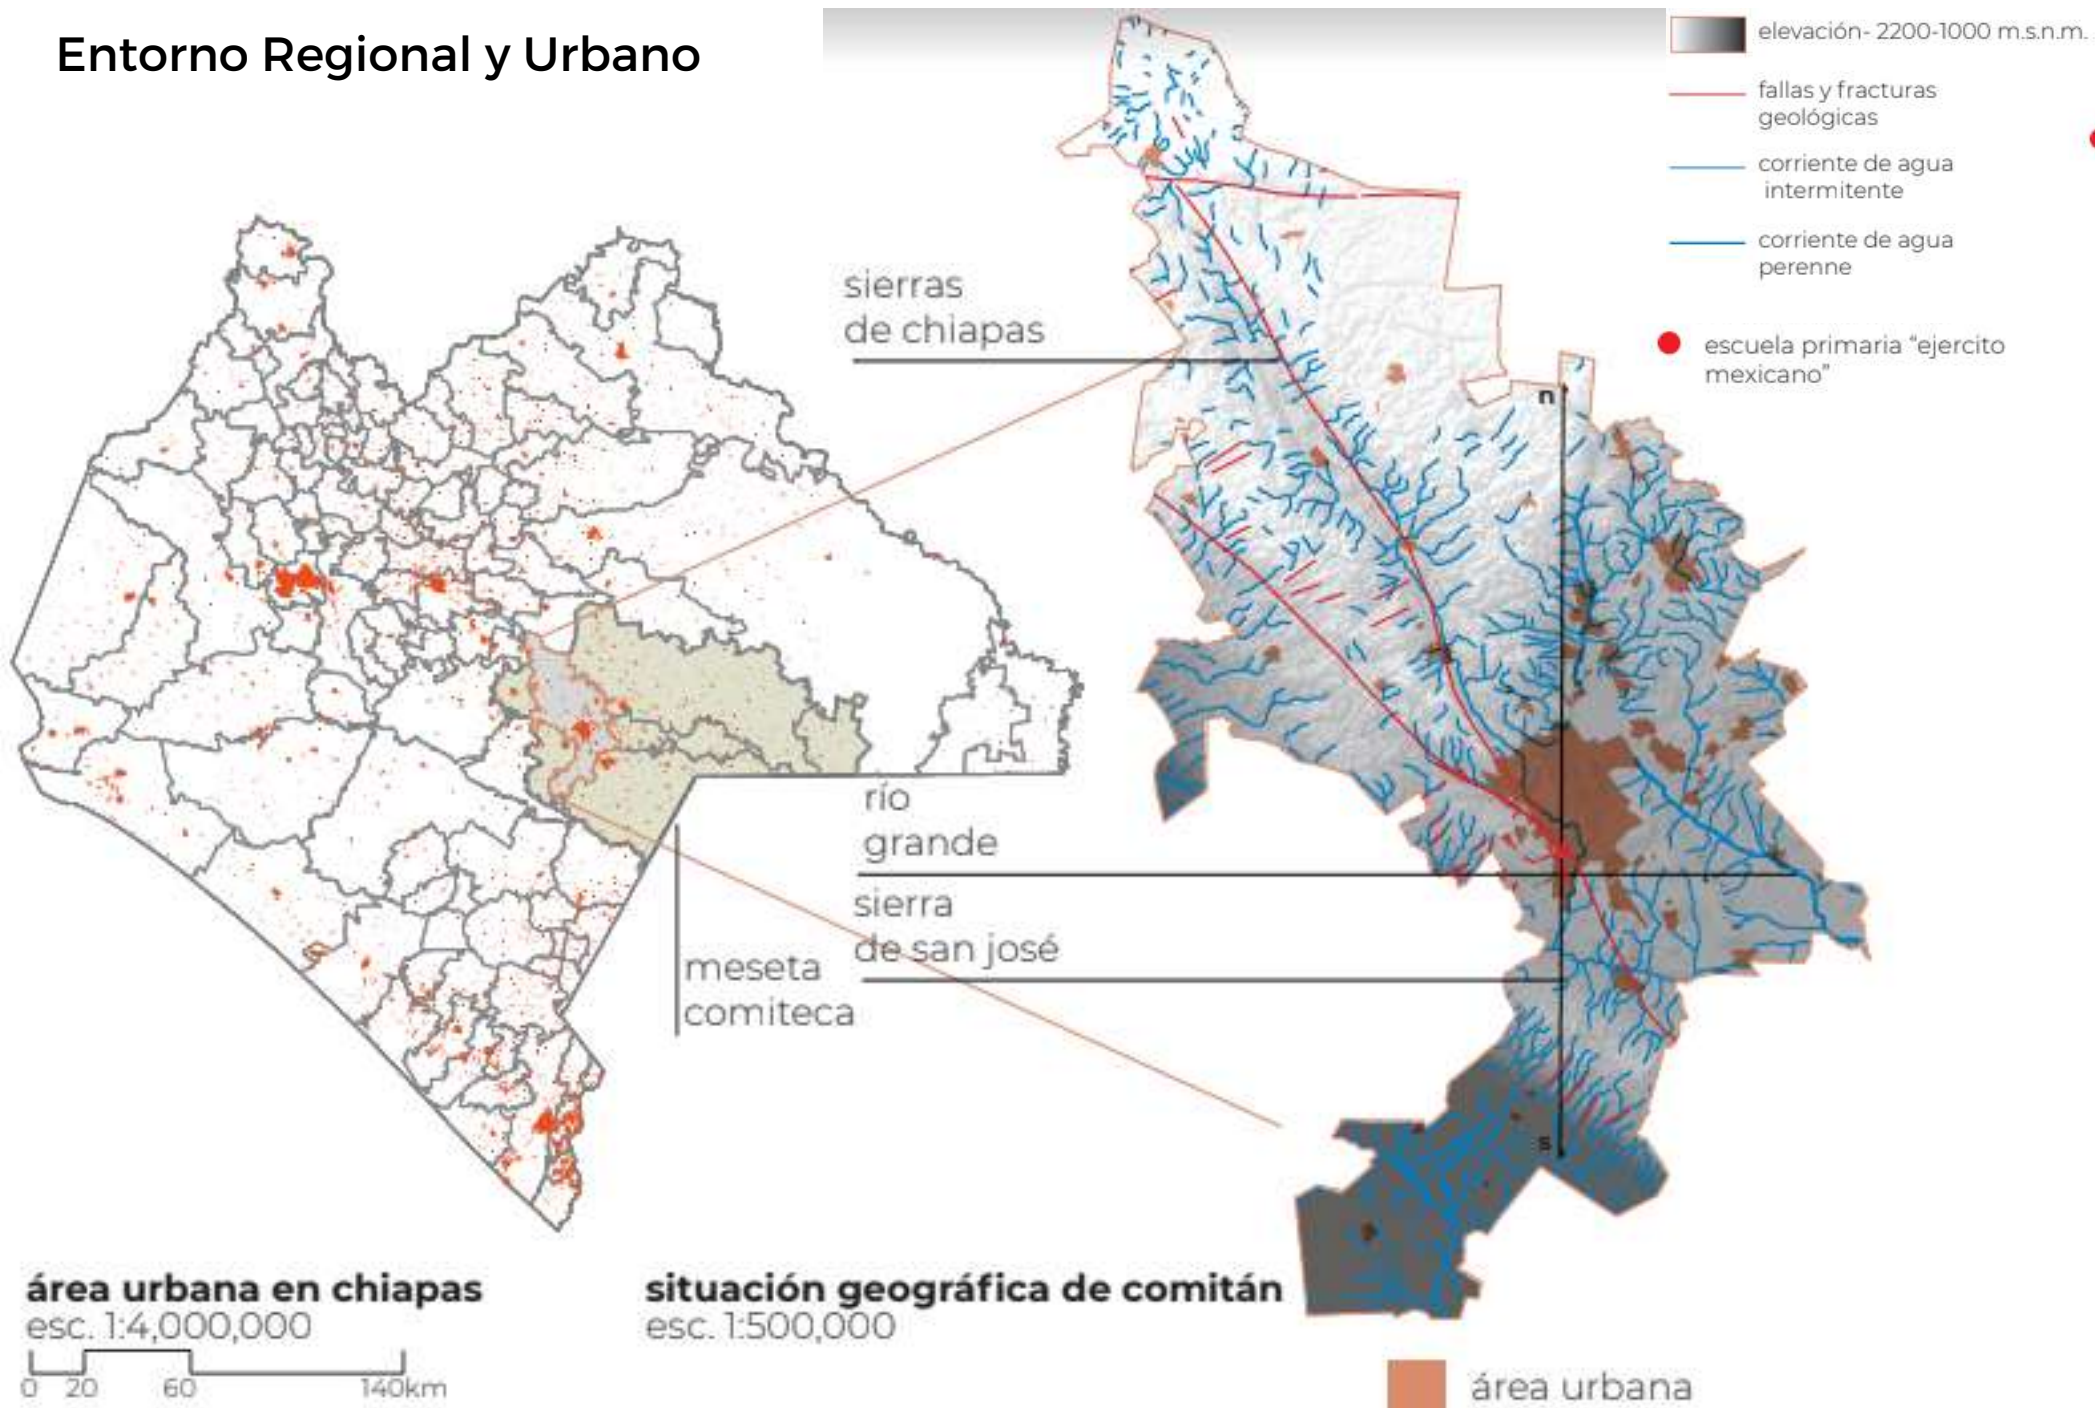 Entorno Regional y Urbano
elevación- 2200-1000 m.s.n.m.
fallas y fracturas
geológicas
corriente de agua
intermitente
corriente de agua
perenne
escuela primaria “ejercito
mexicano”
sierras
de chiapas
n
río
grande
sierra
de san josé
meseta
comiteca
s
área urbana en chiapas
esc. 1:4,000,000
0 20 60 140km
situación geográfica de comitán
esc. 1:500,000
área urbana